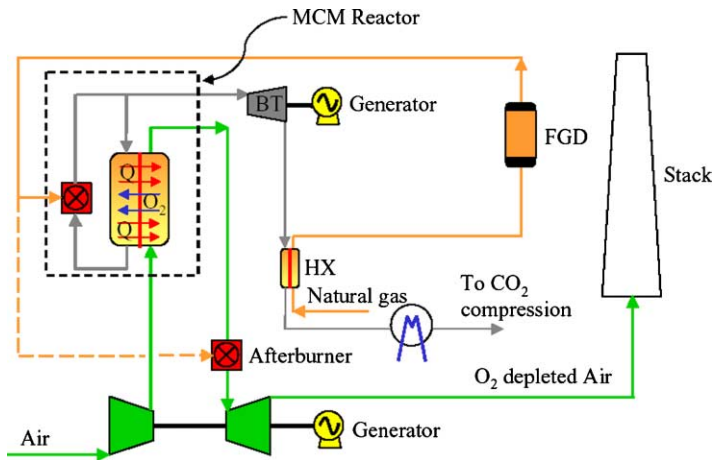 MCM Reactor
BT
Generator
FGD
Stack
Q
O₂
Q
HX
Natural gas
To CO₂
compression
Afterburner
O₂ depleted Air
Air
Generator